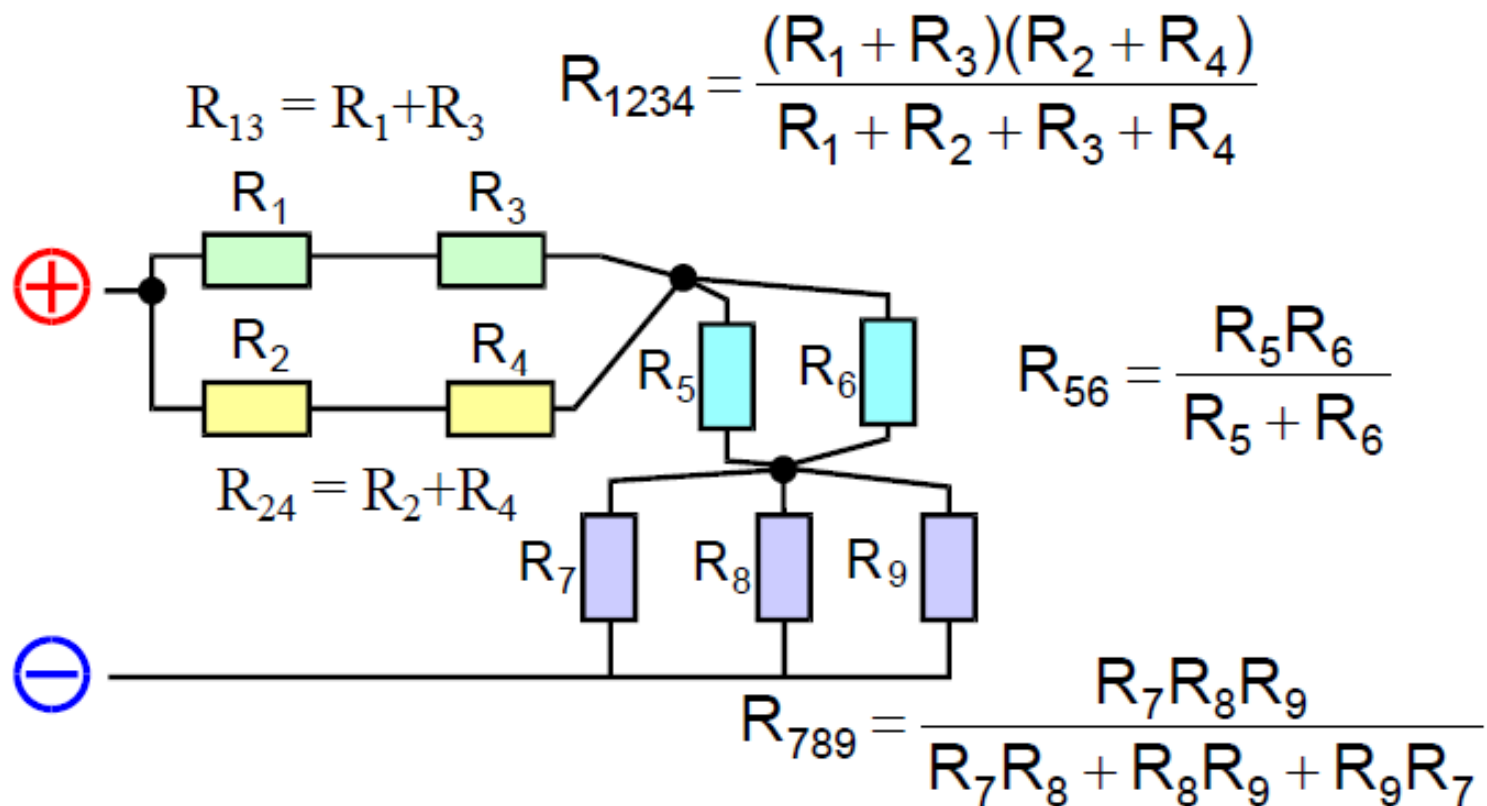 R₁₃ = R₁+R₃
R₁₂₃₄ = (R₁ + R₃)(R₂ + R₄) / R₁ + R₂ + R₃ + R₄
R₁ R₃
+
R₂ R₄
R₅ R₆
R₅₆ = R₅R₆ / R₅ + R₆
R₂₄ = R₂+R₄
R₇ R₈ R₉
−
R₇₈₉ = R₇R₈R₉ / R₇R₈ + R₈R₉ + R₉R₇